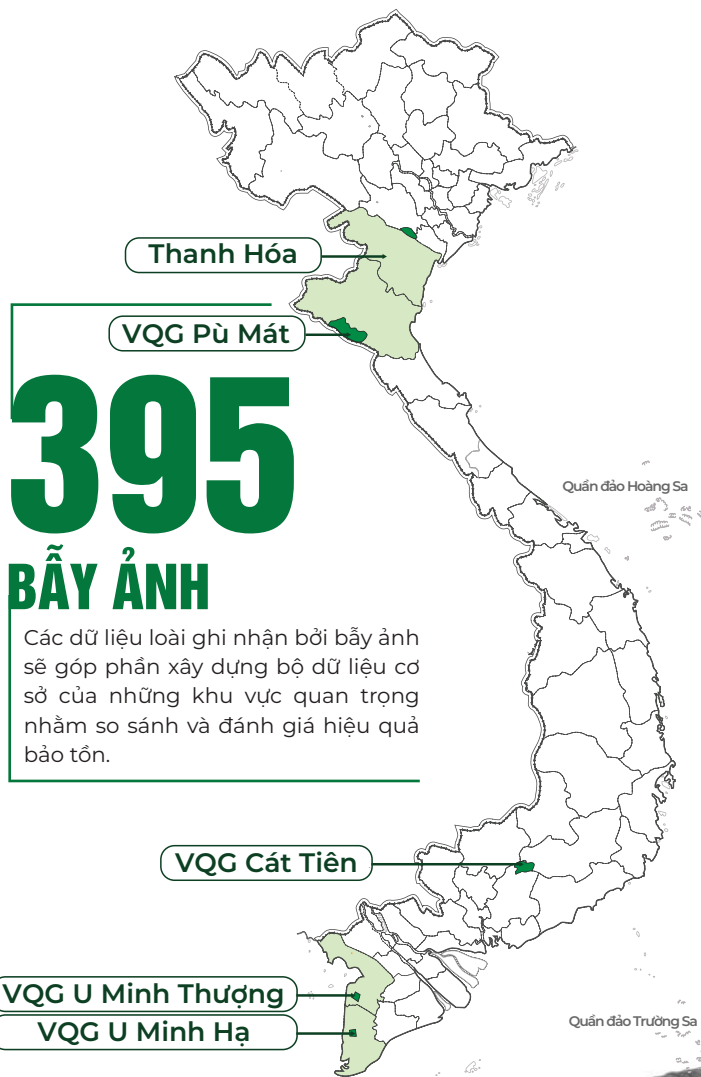 Thanh Hóa
VQG Pù Mát
395
BẪY ẢNH
Các dữ liệu loài ghi nhận bởi bẫy ảnh
sẽ góp phần xây dựng bộ dữ liệu cơ
sở của những khu vực quan trọng
nhằm so sánh và đánh giá hiệu quả
bảo tồn.
Quần đảo Hoàng Sa
VQG Cát Tiên
VQG U Minh Thượng
VQG U Minh Hạ
Quần đảo Trường Sa